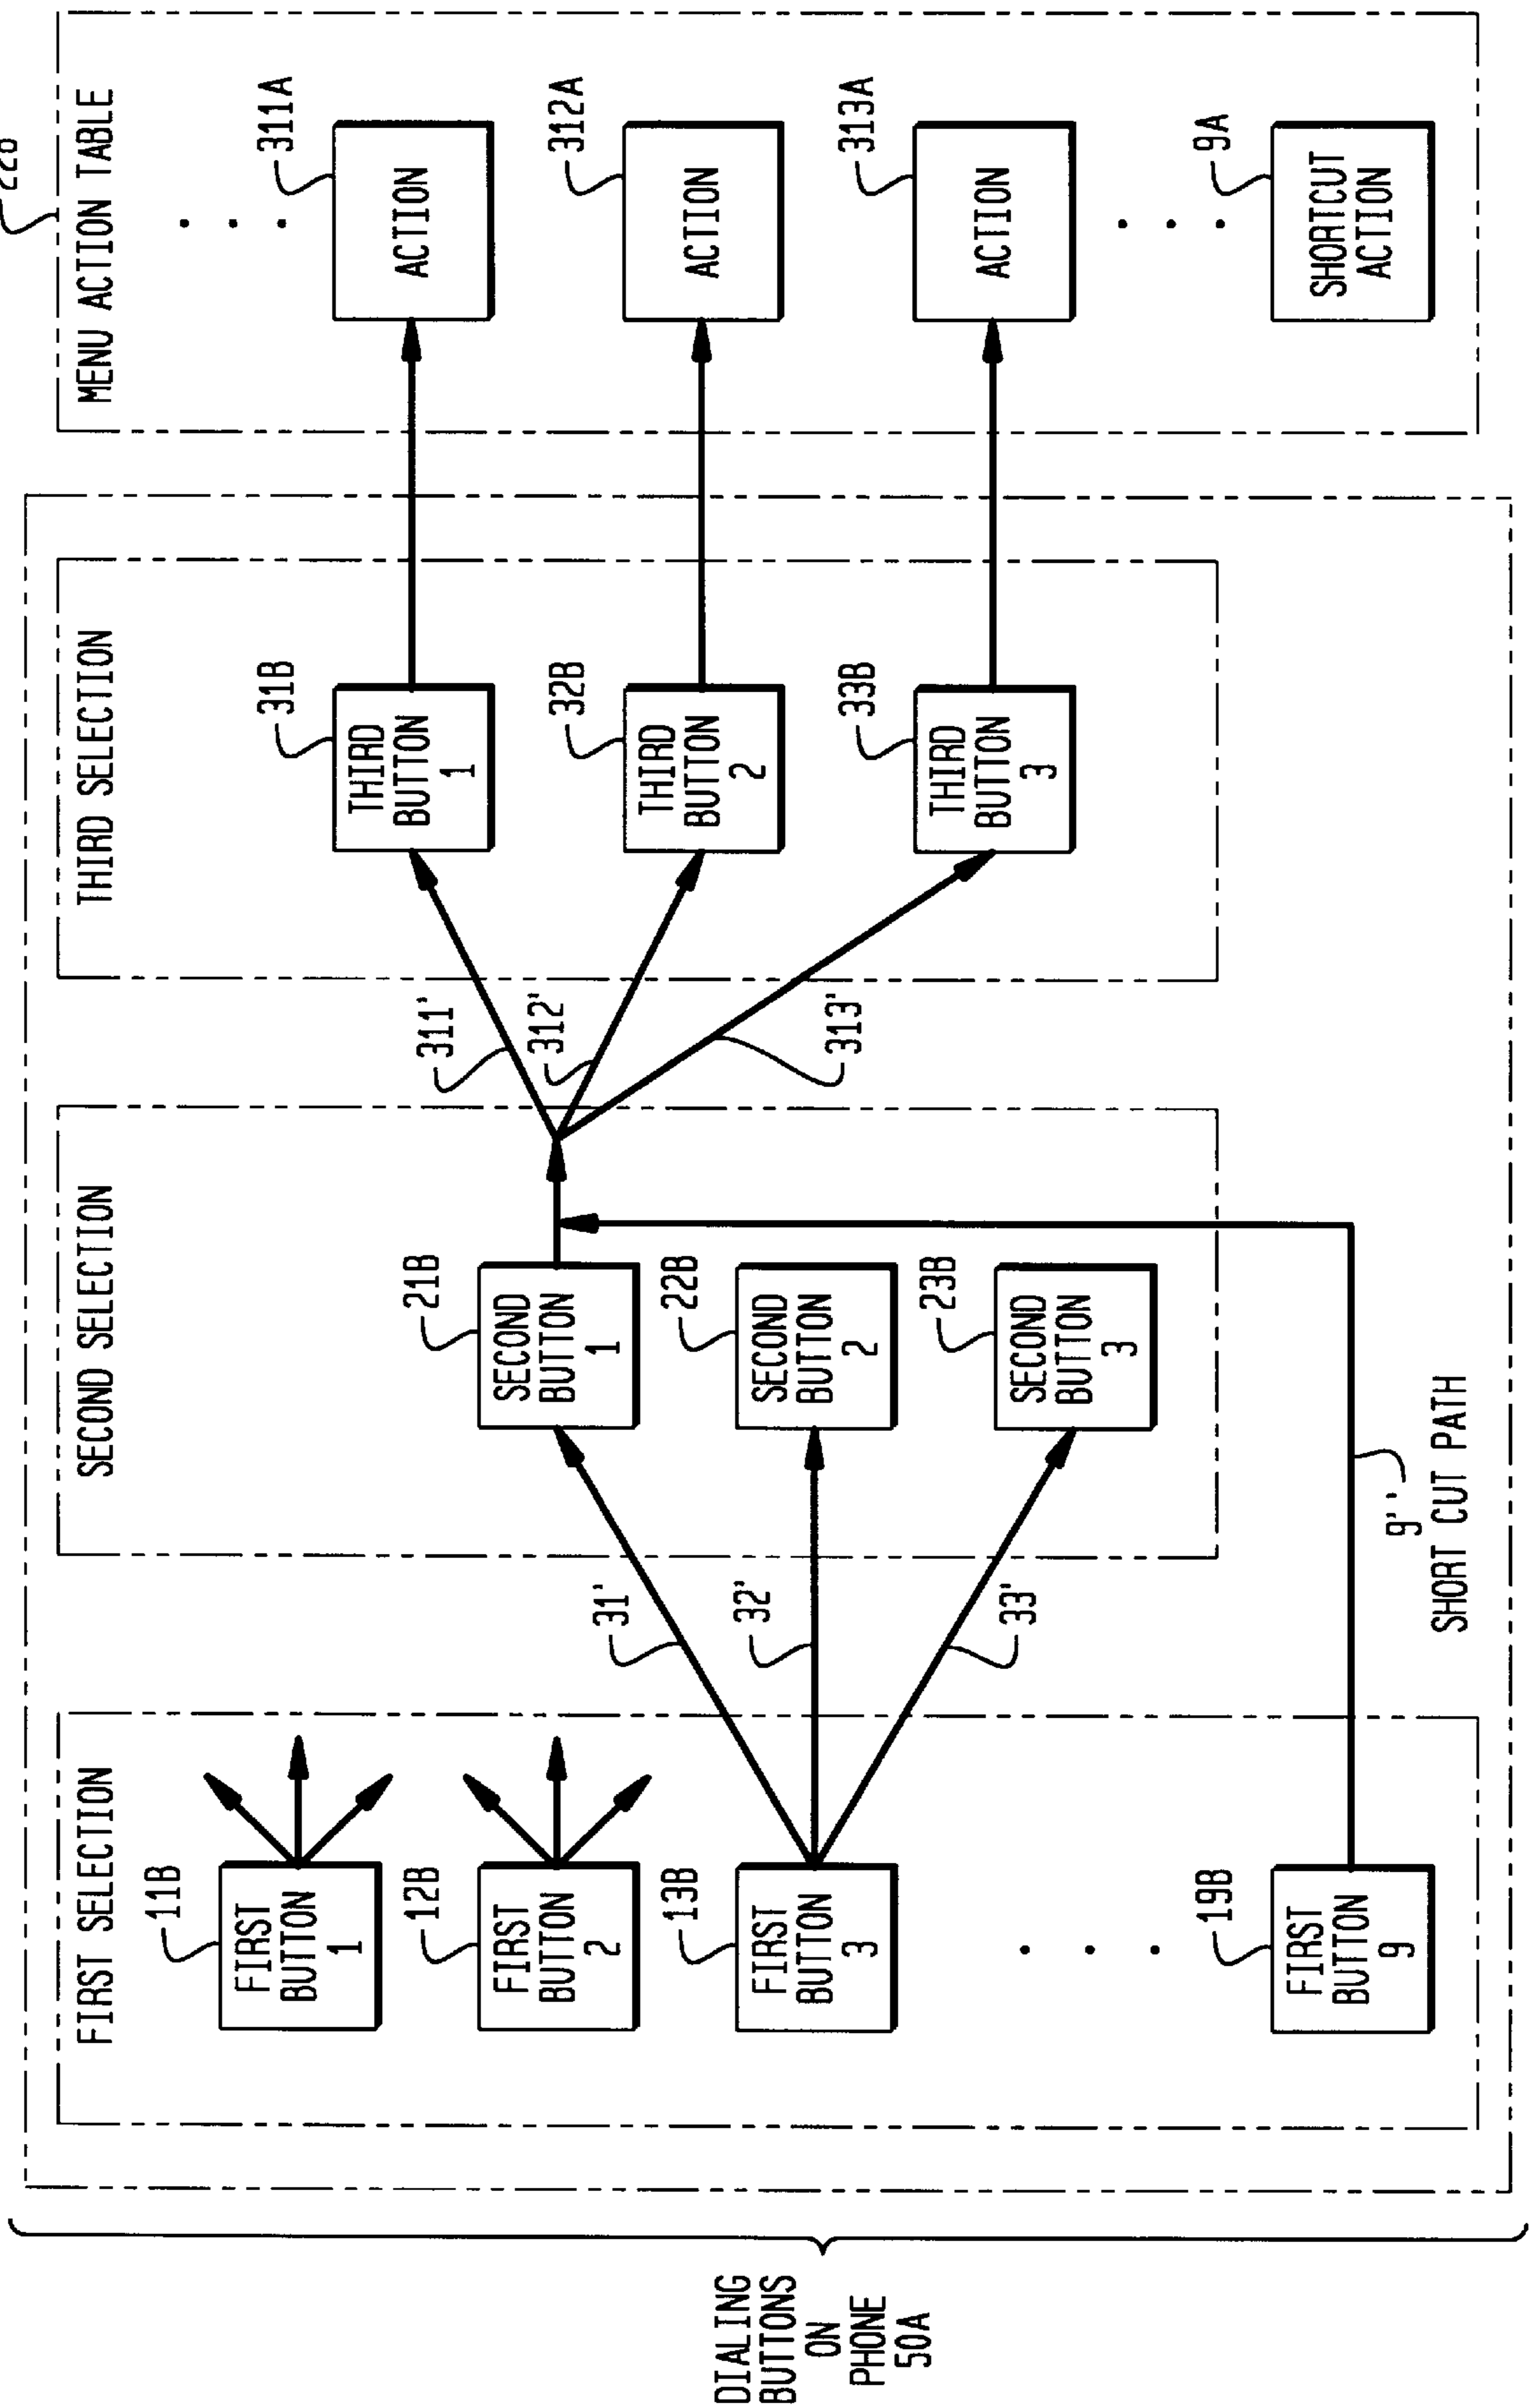 DIALING
BUTTONS
ON
PHONE
50A
FIRST SELECTION
11B
FIRST
BUTTON
1
12B
FIRST
BUTTON
2
13B
FIRST
BUTTON
3
19B
FIRST
BUTTON
9
31'
32'
33'
9''
SHORT CUT PATH
SECOND SELECTION
21B
SECOND
BUTTON
1
22B
SECOND
BUTTON
2
23B
SECOND
BUTTON
3
311'
312'
313'
THIRD SELECTION
31B
THIRD
BUTTON
1
32B
THIRD
BUTTON
2
33B
THIRD
BUTTON
3
MENU ACTION TABLE
311A
ACTION
312A
ACTION
313A
ACTION
9A
SHORTCUT
ACTION